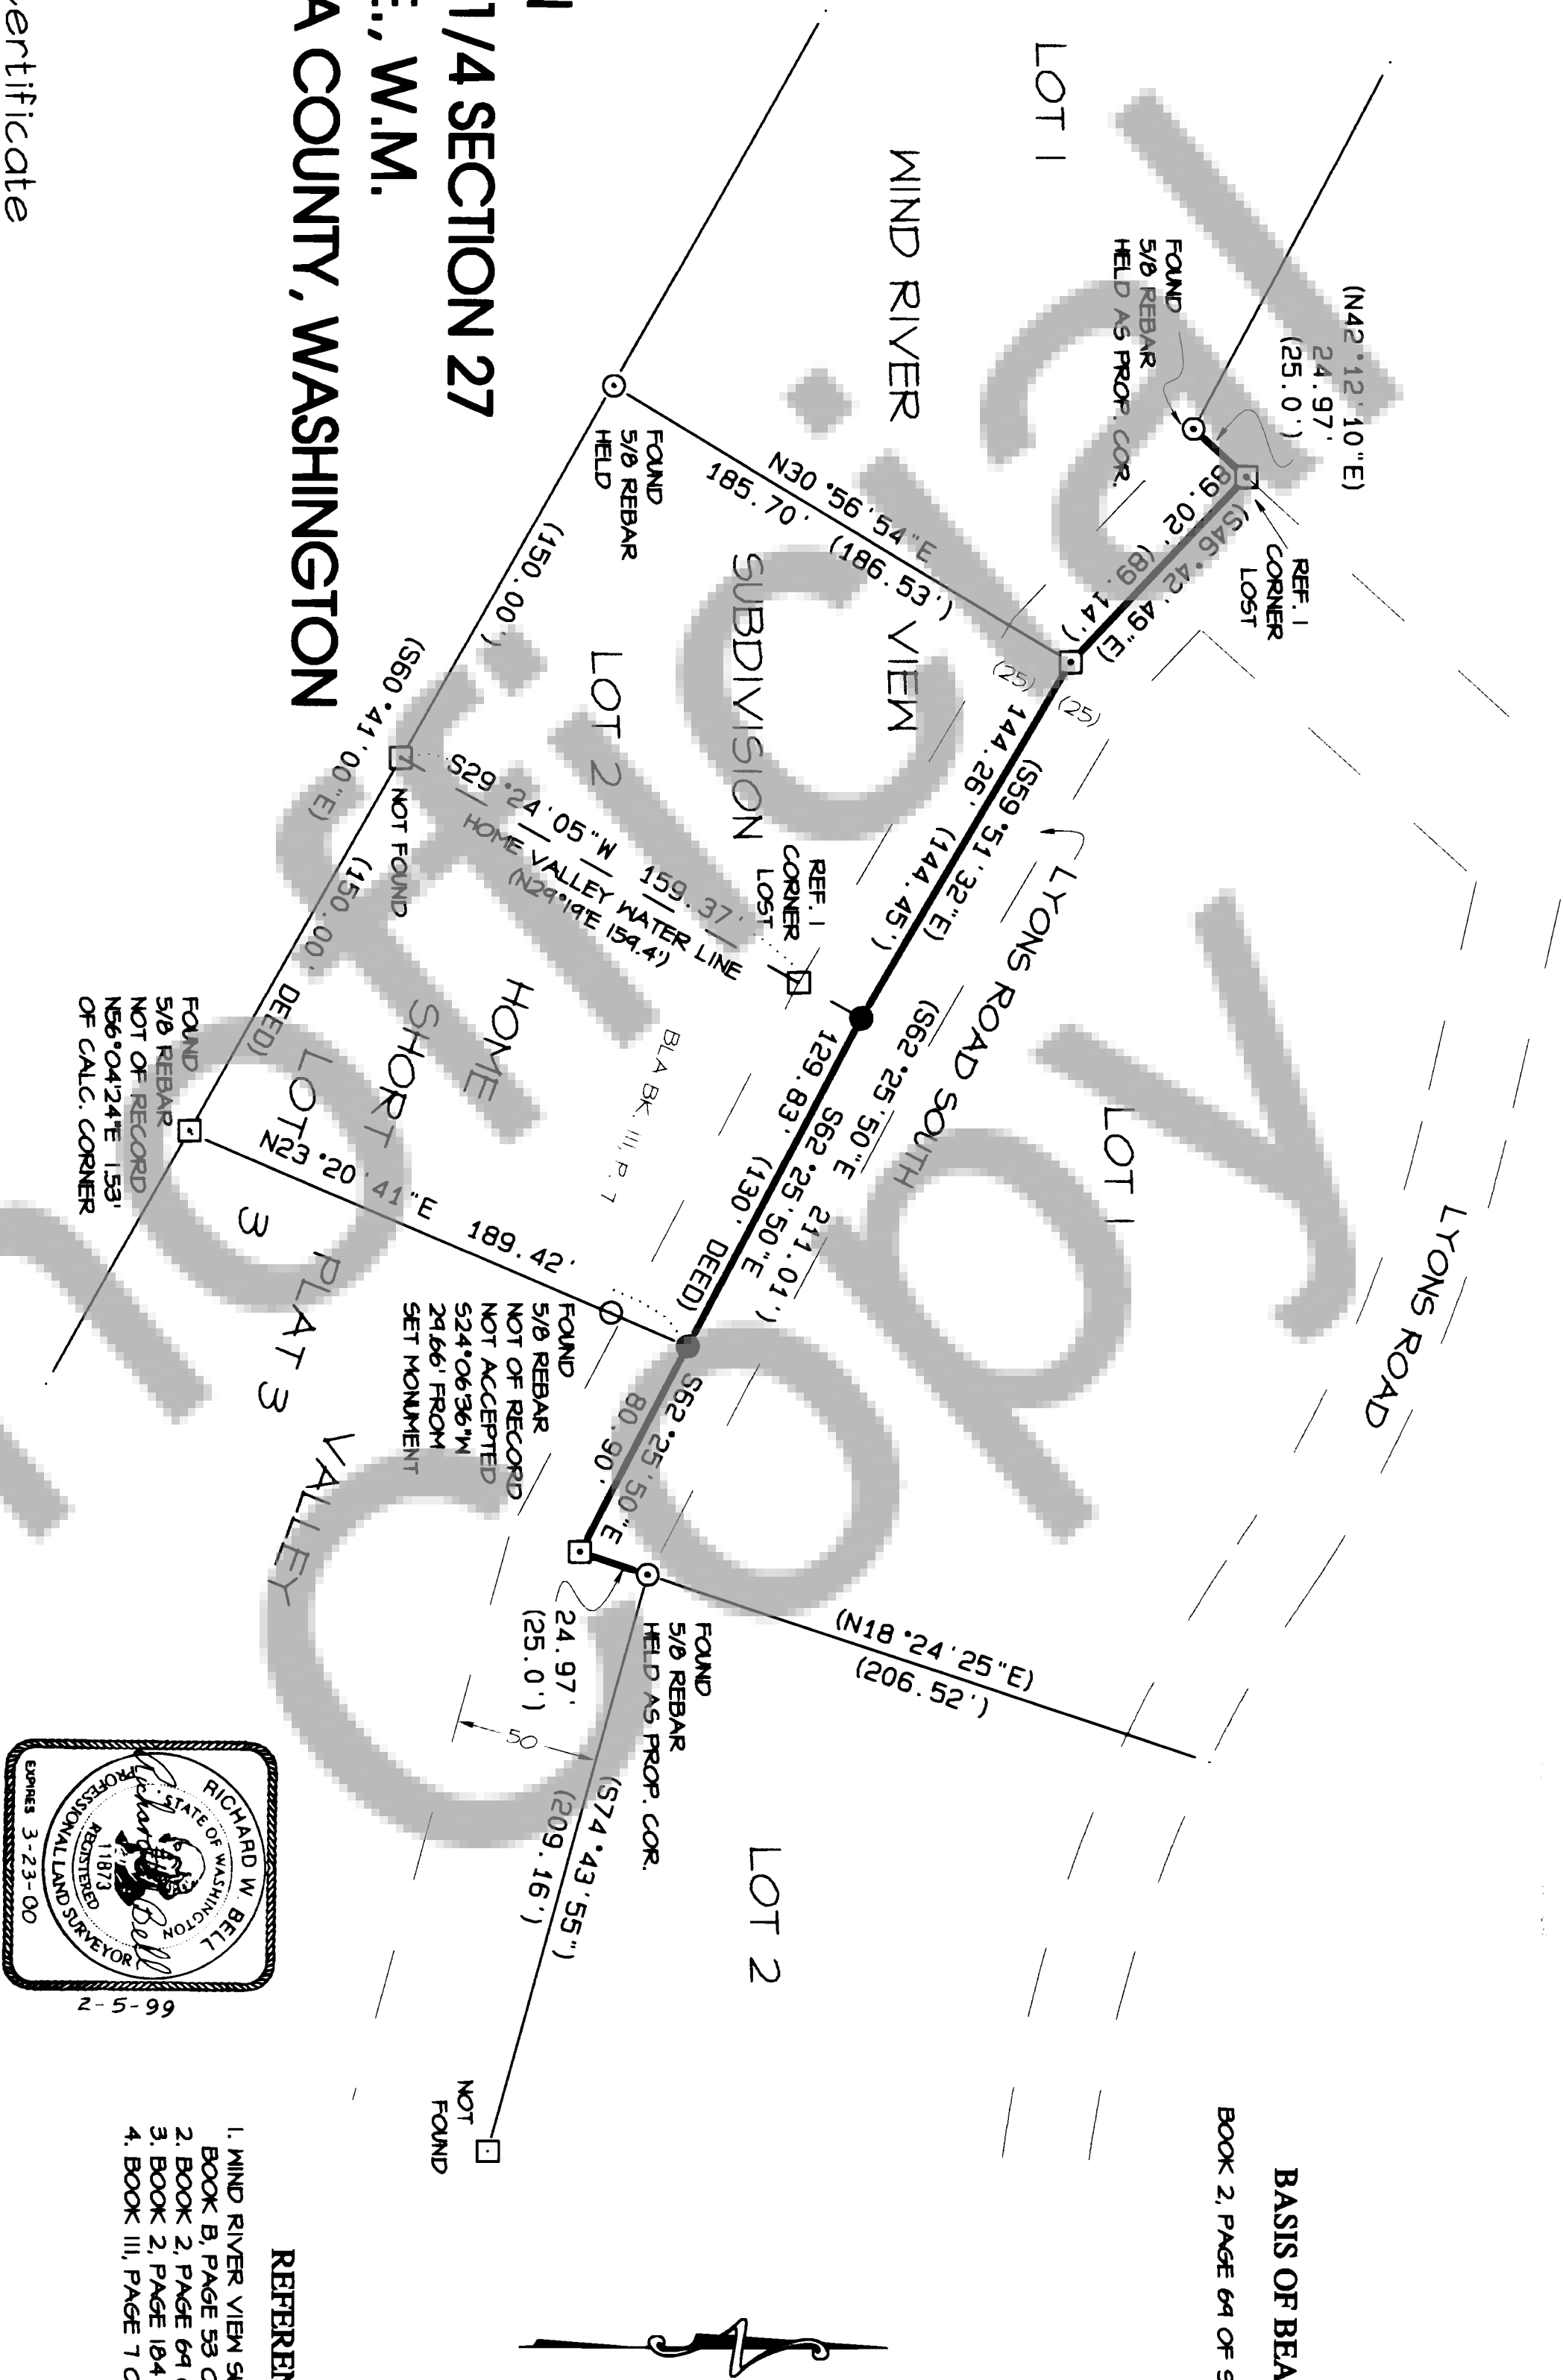 1/4 SECTION 27
E., W.M.
A COUNTY, WASHINGTON
ertificate
LOT 1
WIND RIVER VIEW
SUBDIVISION
LOT 2
(N42°12'10"E)
24.97'
(25.0')
FOUND
5/8 REBAR
HELD AS PROP. COR.
REF. 1
CORNER
LOST
(S46°42'49"E)
89.02'
(89.14')
FOUND
5/8 REBAR
HELD
N30°56'54"E
185.70' (186.53')
(25)
(25)
(S59°51'32"E)
144.26' (144.45')
LYONS ROAD SOUTH
LYONS ROAD
LOT 1
(150.00')
(S60°41'00"E)
NOT FOUND
(150.00' DEED)
S29°24'05"W 159.37'
HOME VALLEY WATER LINE
(N29°19'E 159.4')
REF. 1
CORNER
LOST
(S62°25'50"E 211.01')
S62°25'50"E
129.83' (130' DEED)
BLA BK. III, P. 7
HOME VALLEY
SHORT PLAT 3
LOT 3
FOUND
5/8 REBAR
NOT OF RECORD
N56°04'24"E 1.53'
OF CALC. CORNER
N23°20'41"E 189.42'
FOUND
5/8 REBAR
NOT OF RECORD
NOT ACCEPTED
S24°06'36"W
29.66' FROM
SET MONUMENT
S62°25'50"E
80.90'
24.97'
(25.0')
FOUND
5/8 REBAR
HELD AS PROP. COR.
(N18°24'25"E)
(206.52')
50
(S74°43'55")
(209.16')
LOT 2
NOT
FOUND
RICHARD W. BELL
STATE OF WASHINGTON
11873
REGISTERED
PROFESSIONAL LAND SURVEYOR
Richard Bell
EXPIRES 3-23-00
2-5-99
BASIS OF BEA
BOOK 2, PAGE 69 OF S
REFEREN
1. WIND RIVER VIEW S
BOOK B, PAGE 53
2. BOOK 2, PAGE 69
3. BOOK 2, PAGE 184
4. BOOK III, PAGE 7
N
Unofficial
Copy